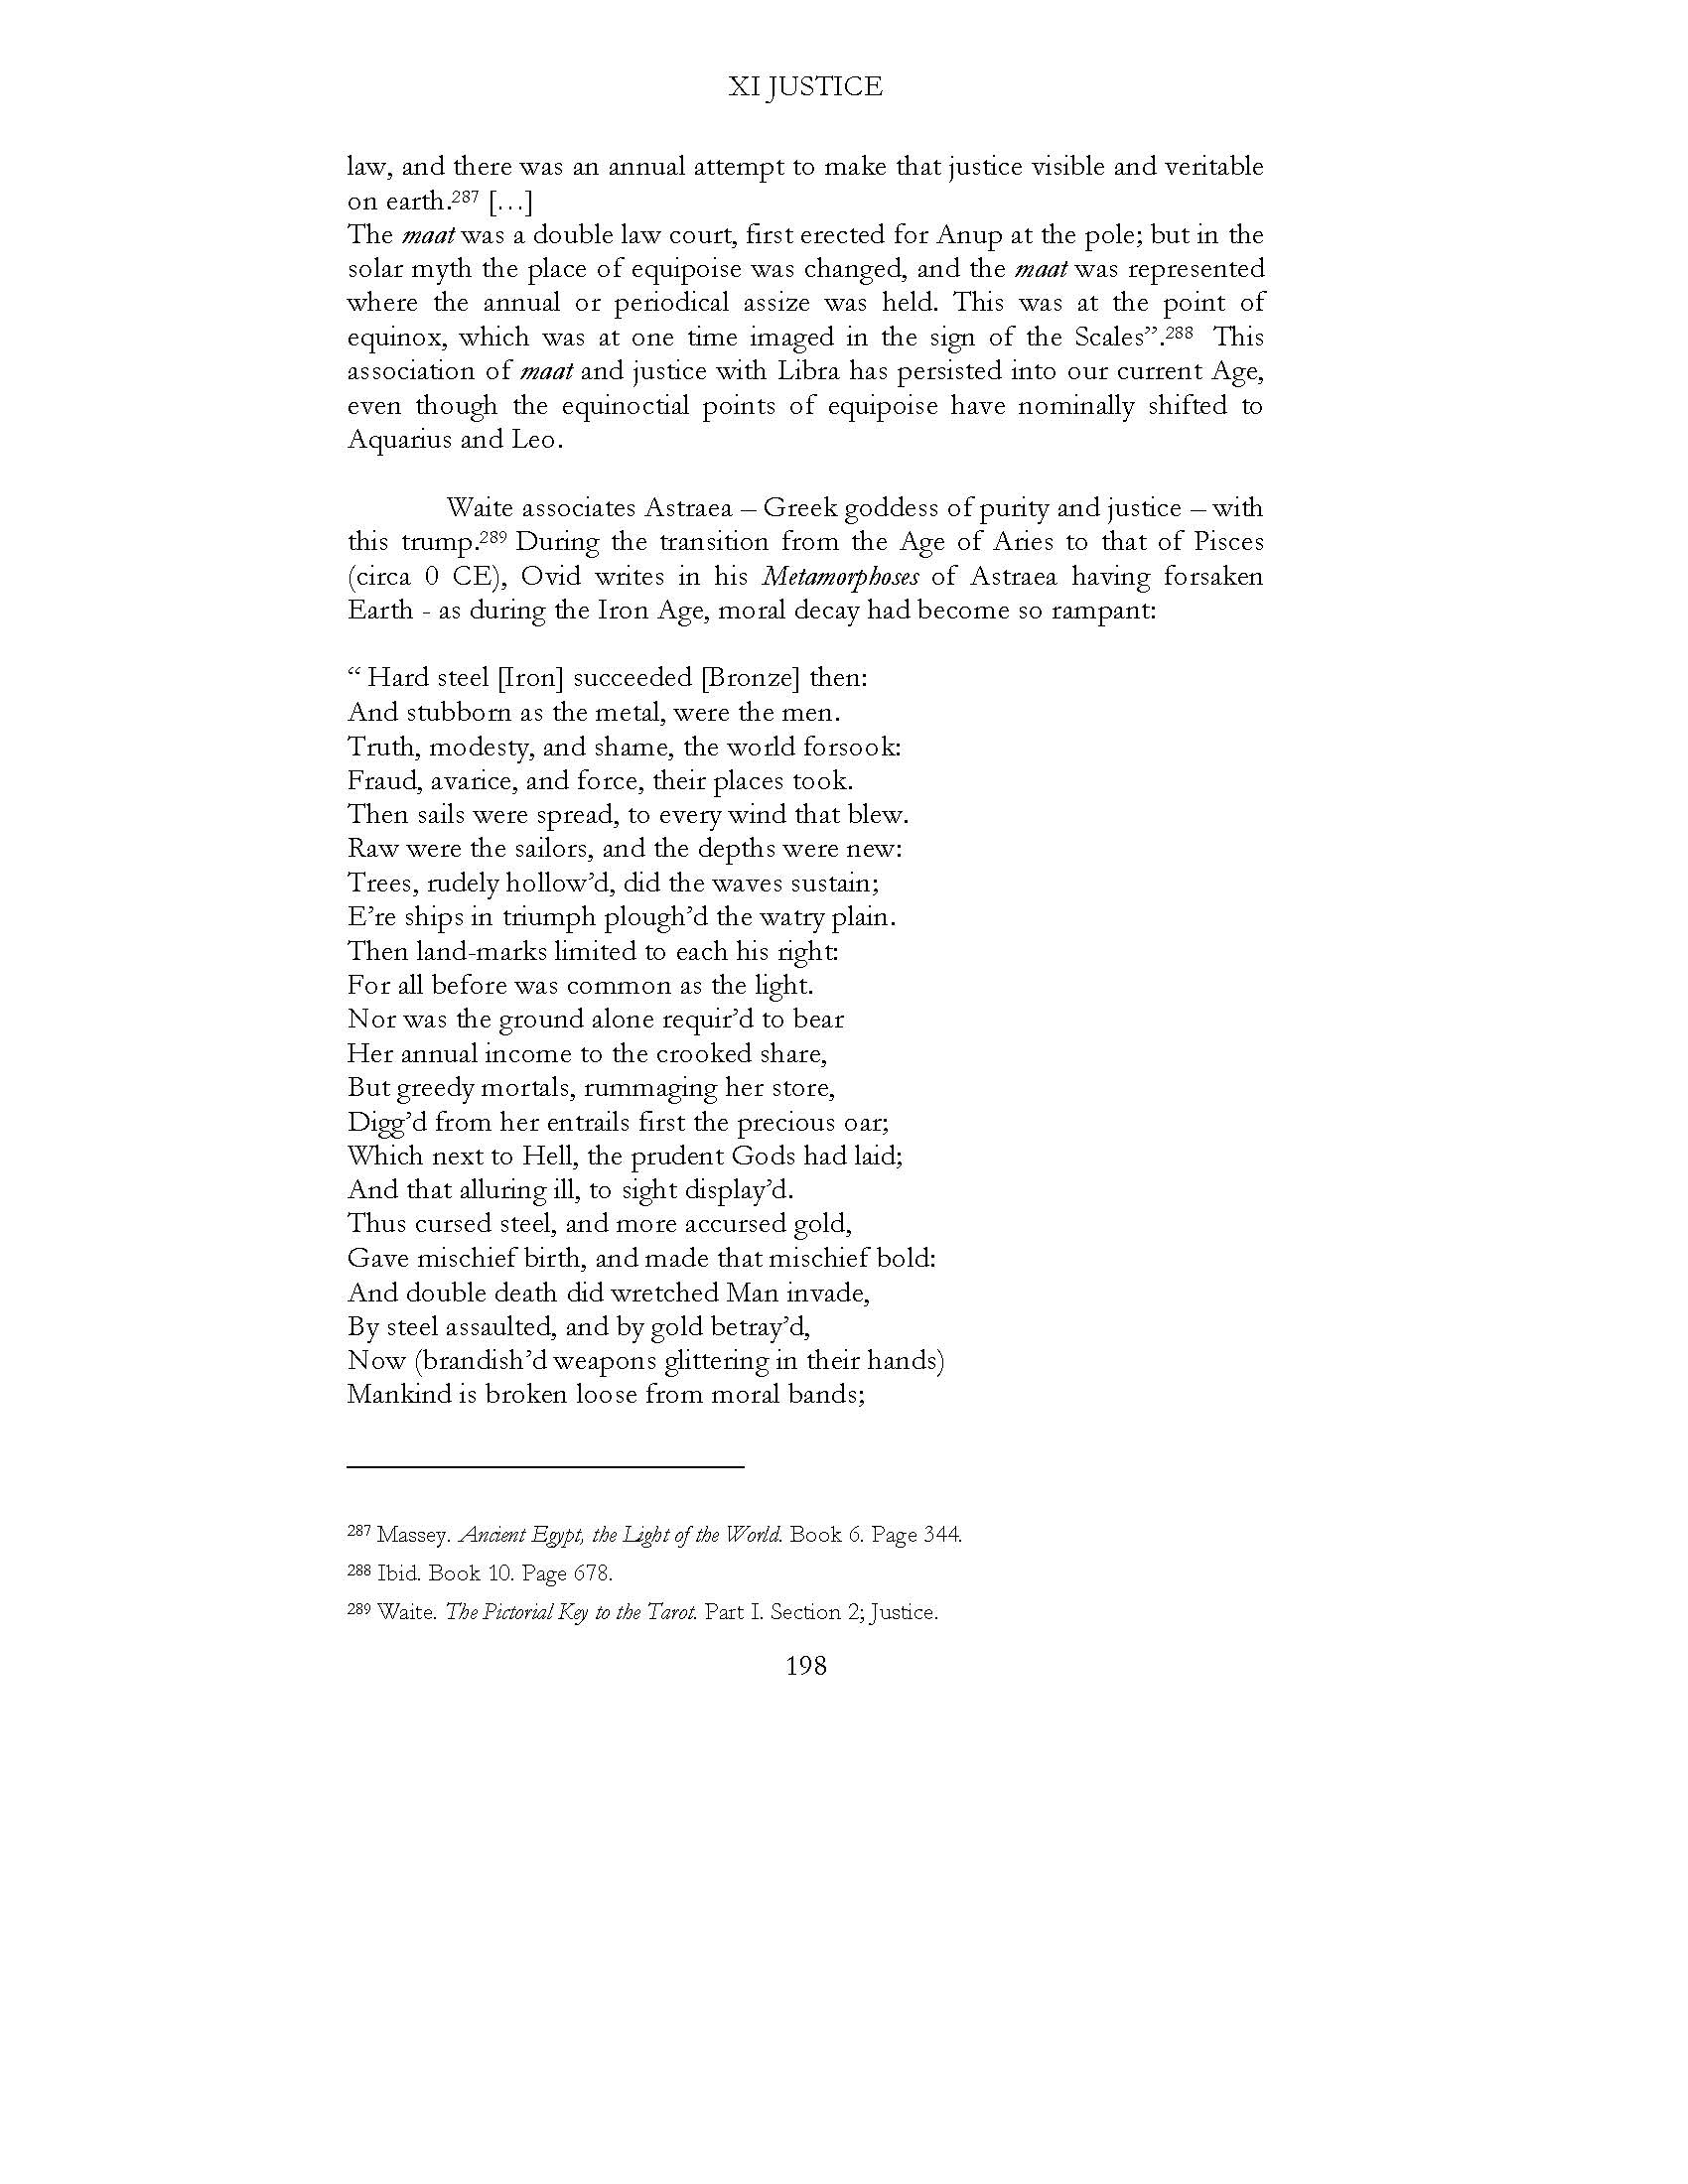 XI JUSTICE
law, and there was an annual attempt to make that justice visible and veritable
on earth.287 […]
The maat was a double law court, first erected for Anup at the pole; but in the
solar myth the place of equipoise was changed, and the maat was represented
where the annual or periodical assize was held. This was at the point of
equinox, which was at one time imaged in the sign of the Scales”.288 This
association of maat and justice with Libra has persisted into our current Age,
even though the equinoctial points of equipoise have nominally shifted to
Aquarius and Leo.
Waite associates Astraea – Greek goddess of purity and justice – with
this trump.289 During the transition from the Age of Aries to that of Pisces
(circa 0 CE), Ovid writes in his Metamorphoses of Astraea having forsaken
Earth - as during the Iron Age, moral decay had become so rampant:
“ Hard steel [Iron] succeeded [Bronze] then:
And stubborn as the metal, were the men.
Truth, modesty, and shame, the world forsook:
Fraud, avarice, and force, their places took.
Then sails were spread, to every wind that blew.
Raw were the sailors, and the depths were new:
Trees, rudely hollow’d, did the waves sustain;
E’re ships in triumph plough’d the watry plain.
Then land-marks limited to each his right:
For all before was common as the light.
Nor was the ground alone requir’d to bear
Her annual income to the crooked share,
But greedy mortals, rummaging her store,
Digg’d from her entrails first the precious oar;
Which next to Hell, the prudent Gods had laid;
And that alluring ill, to sight display’d.
Thus cursed steel, and more accursed gold,
Gave mischief birth, and made that mischief bold:
And double death did wretched Man invade,
By steel assaulted, and by gold betray’d,
Now (brandish’d weapons glittering in their hands)
Mankind is broken loose from moral bands;
287 Massey. Ancient Egypt, the Light of the World. Book 6. Page 344.
288 Ibid. Book 10. Page 678.
289 Waite. The Pictorial Key to the Tarot. Part I. Section 2; Justice.
198